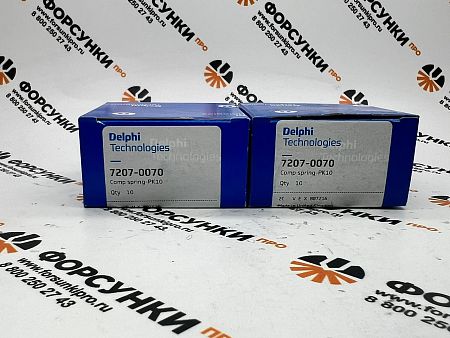 Delphi
Technologies
7207-0070
Comp spring-PK10
Qty 10
Delphi
Technologies
7207-0070
Comp spring-PK10
Qty 10
ФОРСУНКИ ПРО
www.forsunkipro.ru
8 800 250 27 43